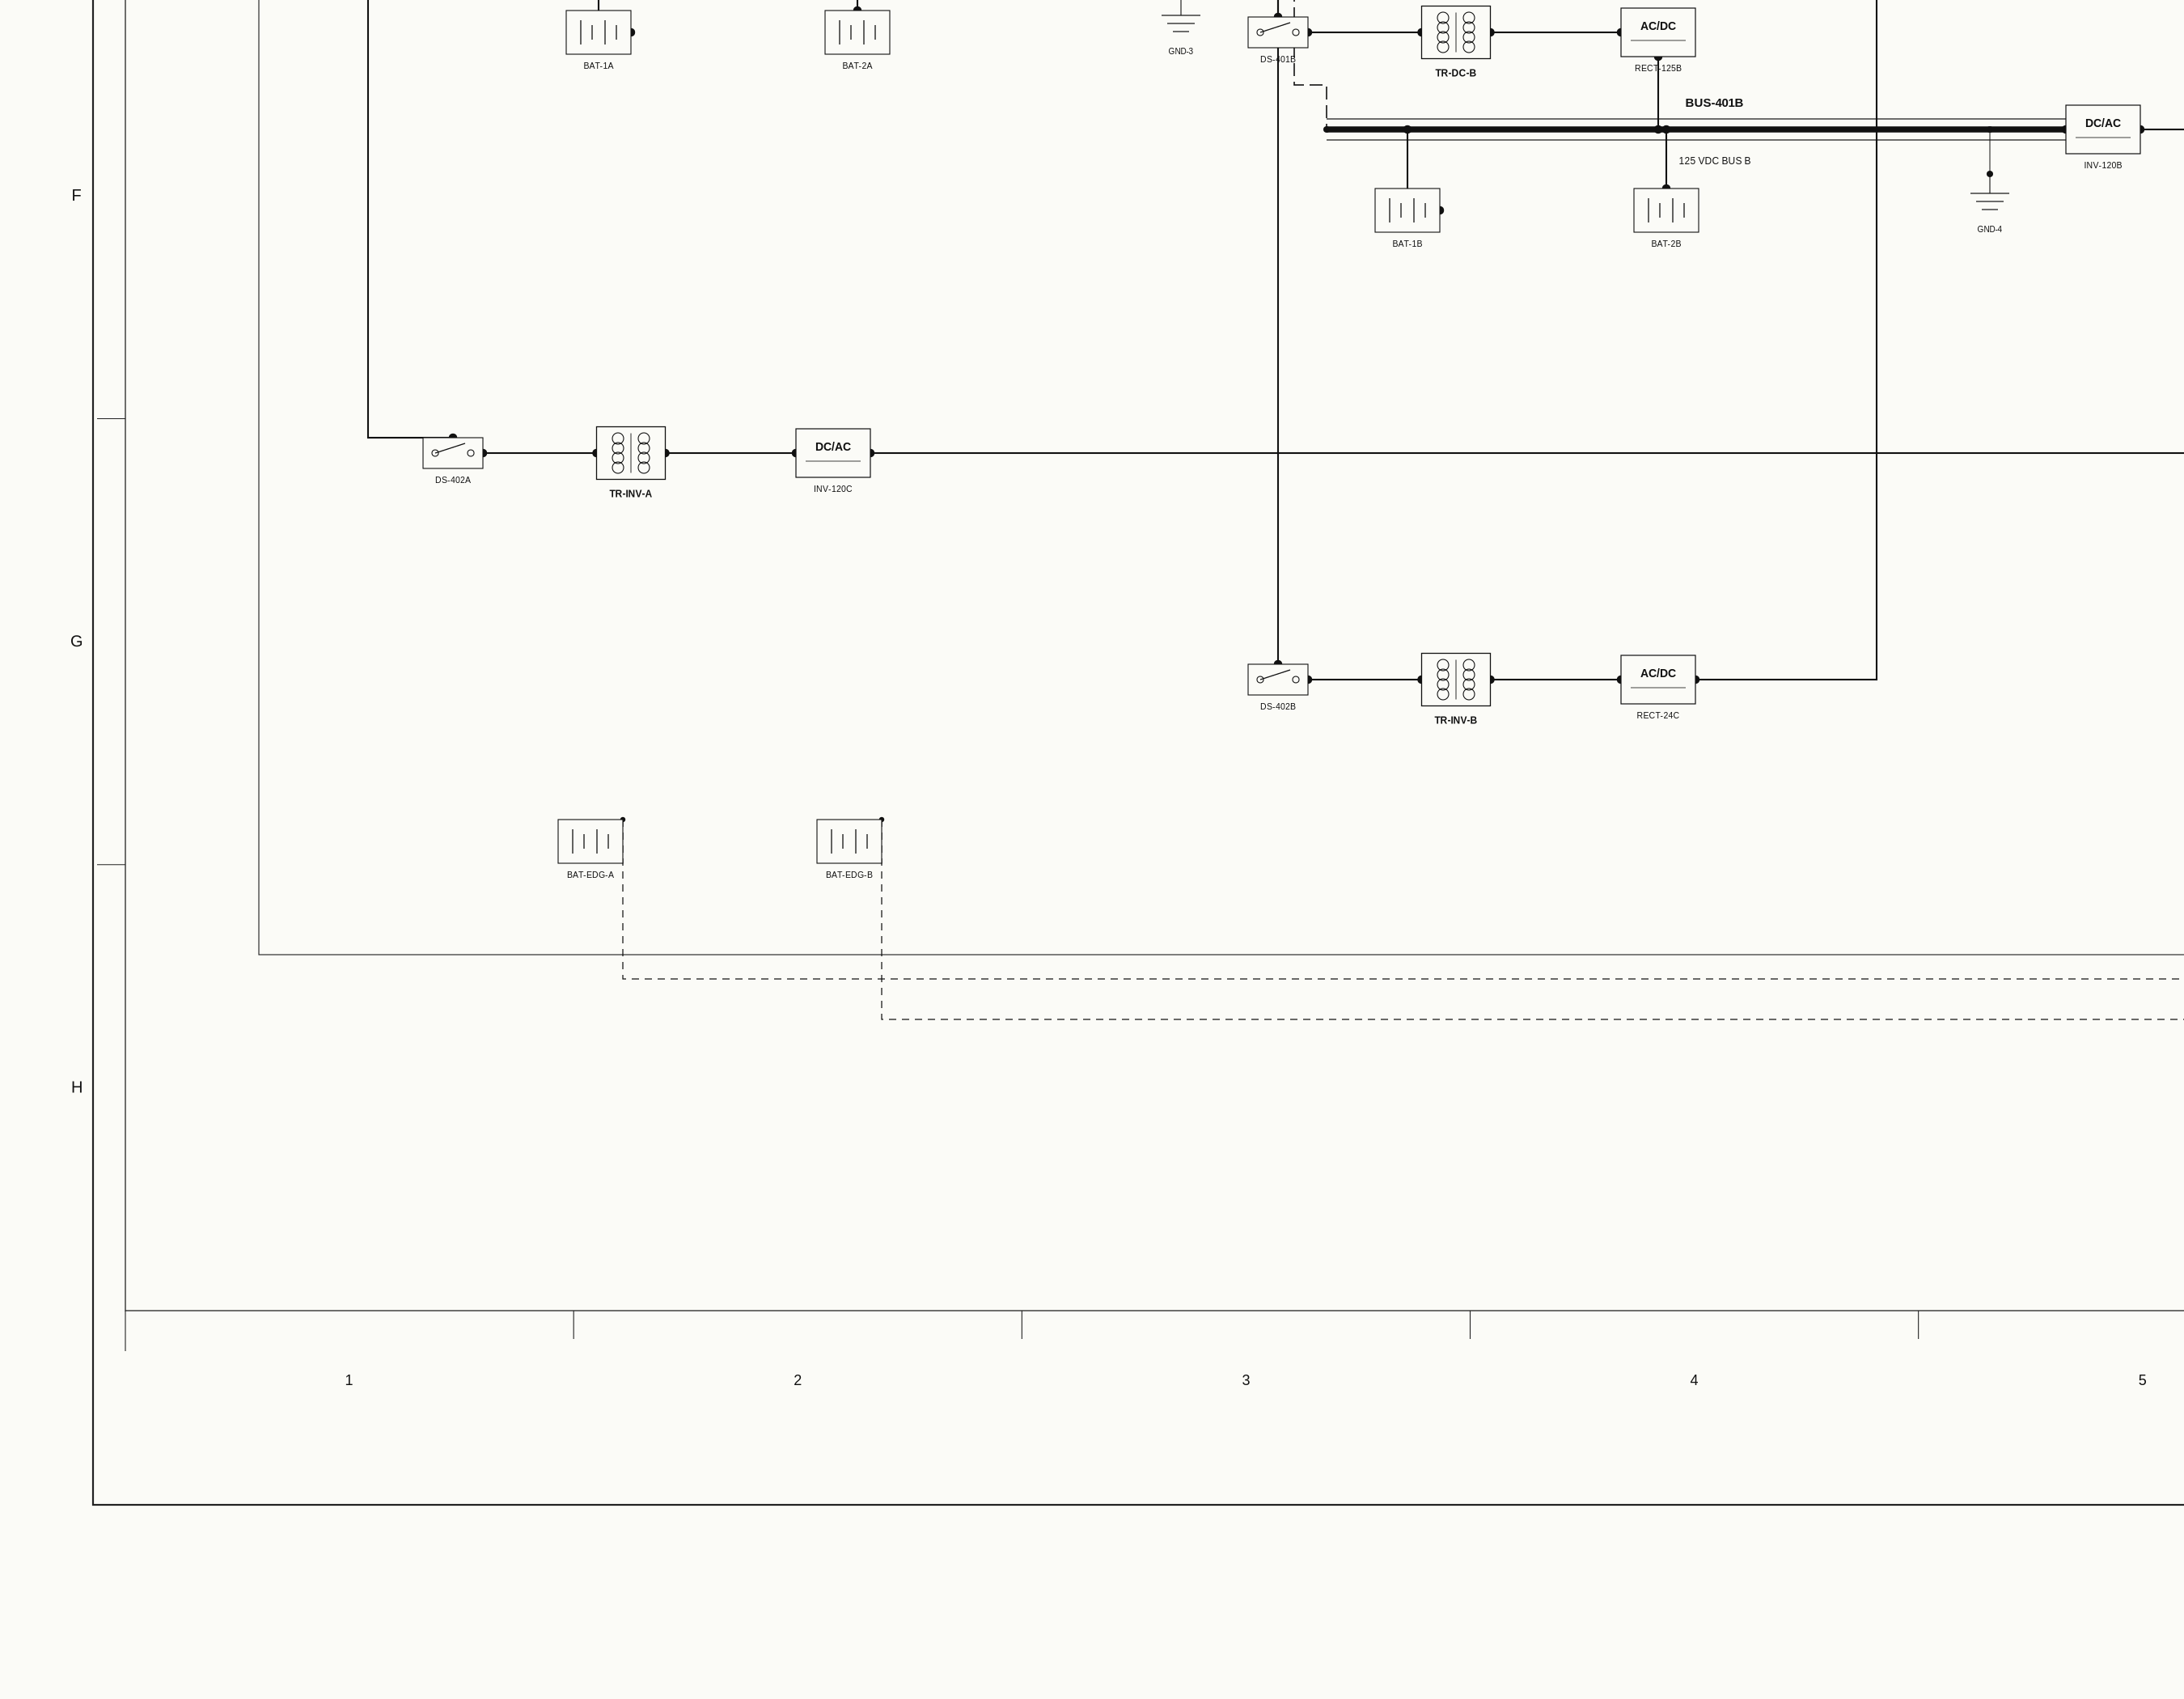 AC/DC
DS-401B
GND-3
BAT-1A
BAT-2A
RECT-125B
TR-DC-B
BUS-401B
DC/AC
125 VDC BUS B
INV-120B
F
GND-4
BAT-1B
BAT-2B
DC/AC
DS-402A
INV-120C
TR-INV-A
G
AC/DC
DS-402B
RECT-24C
TR-INV-B
BAT-EDG-A
BAT-EDG-B
H
1
2
3
4
5